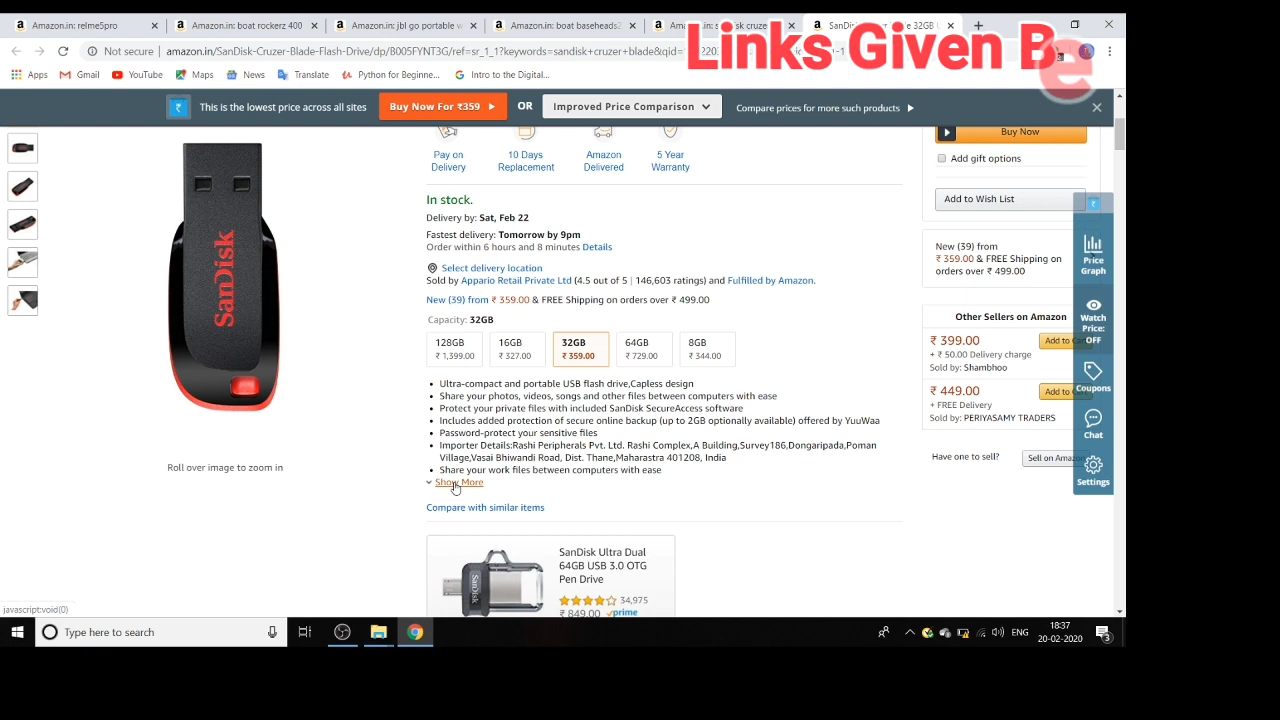 Amazon.in: relme5pro
Amazon.in: boat rockerz 400
Amazon.in: jbl go portable w
Amazon.in: boat baseheads2
Links Given B
e
Not secure
amazon.in/SanDisk-Cruzer-Blade-Flash-Drive/dp/B005FYNT3G/ref=sr_1_1?keywords=sandisk+cruzer+blade&qid=
Apps Gmail YouTube Maps News Translate Python for Beginne... Intro to the Digital...
This is the lowest price across all sites
Buy Now For ₹359
OR
Improved Price Comparison
Compare prices for more such products
SanDisk
Roll over image to zoom in
Pay on
Delivery
10 Days
Replacement
Amazon
Delivered
5 Year
Warranty
In stock.
Delivery by: Sat, Feb 22
Fastest delivery: Tomorrow by 9pm
Order within 6 hours and 8 minutes Details
Select delivery location
Sold by Appario Retail Private Ltd (4.5 out of 5 | 146,603 ratings) and Fulfilled by Amazon.
New (39) from ₹ 359.00 & FREE Shipping on orders over ₹ 499.00
Capacity: 32GB
128GB
₹ 1,399.00
16GB
₹ 327.00
32GB
₹ 359.00
64GB
₹ 729.00
8GB
₹ 344.00
Ultra-compact and portable USB flash drive,Capless design
Share your photos, videos, songs and other files between computers with ease
Protect your private files with included SanDisk SecureAccess software
Includes added protection of secure online backup (up to 2GB optionally available) offered by YuuWaa
Password-protect your sensitive files
Importer Details:Rashi Peripherals Pvt. Ltd. Rashi Complex,A Building,Survey186,Dongaripada,Poman
Village,Vasai Bhiwandi Road, Dist. Thane,Maharastra 401208, India
Share your work files between computers with ease
Show More
Compare with similar items
SanDisk Ultra Dual
64GB USB 3.0 OTG
Pen Drive
34,975
₹ 849.00 prime
Buy Now
Add gift options
Add to Wish List
New (39) from
₹ 359.00 & FREE Shipping on
orders over ₹ 499.00
Other Sellers on Amazon
₹ 399.00
Add to
+ ₹ 50.00 Delivery charge
Sold by: Shambhoo
₹ 449.00
Add to
+ FREE Delivery
Sold by: PERIYASAMY TRADERS
Have one to sell?
Sell on Amazon
₹
Price
Graph
Watch
Price:
OFF
Coupons
Chat
Settings
javascript:void(0)
Type here to search
ENG
18:37
20-02-2020
3